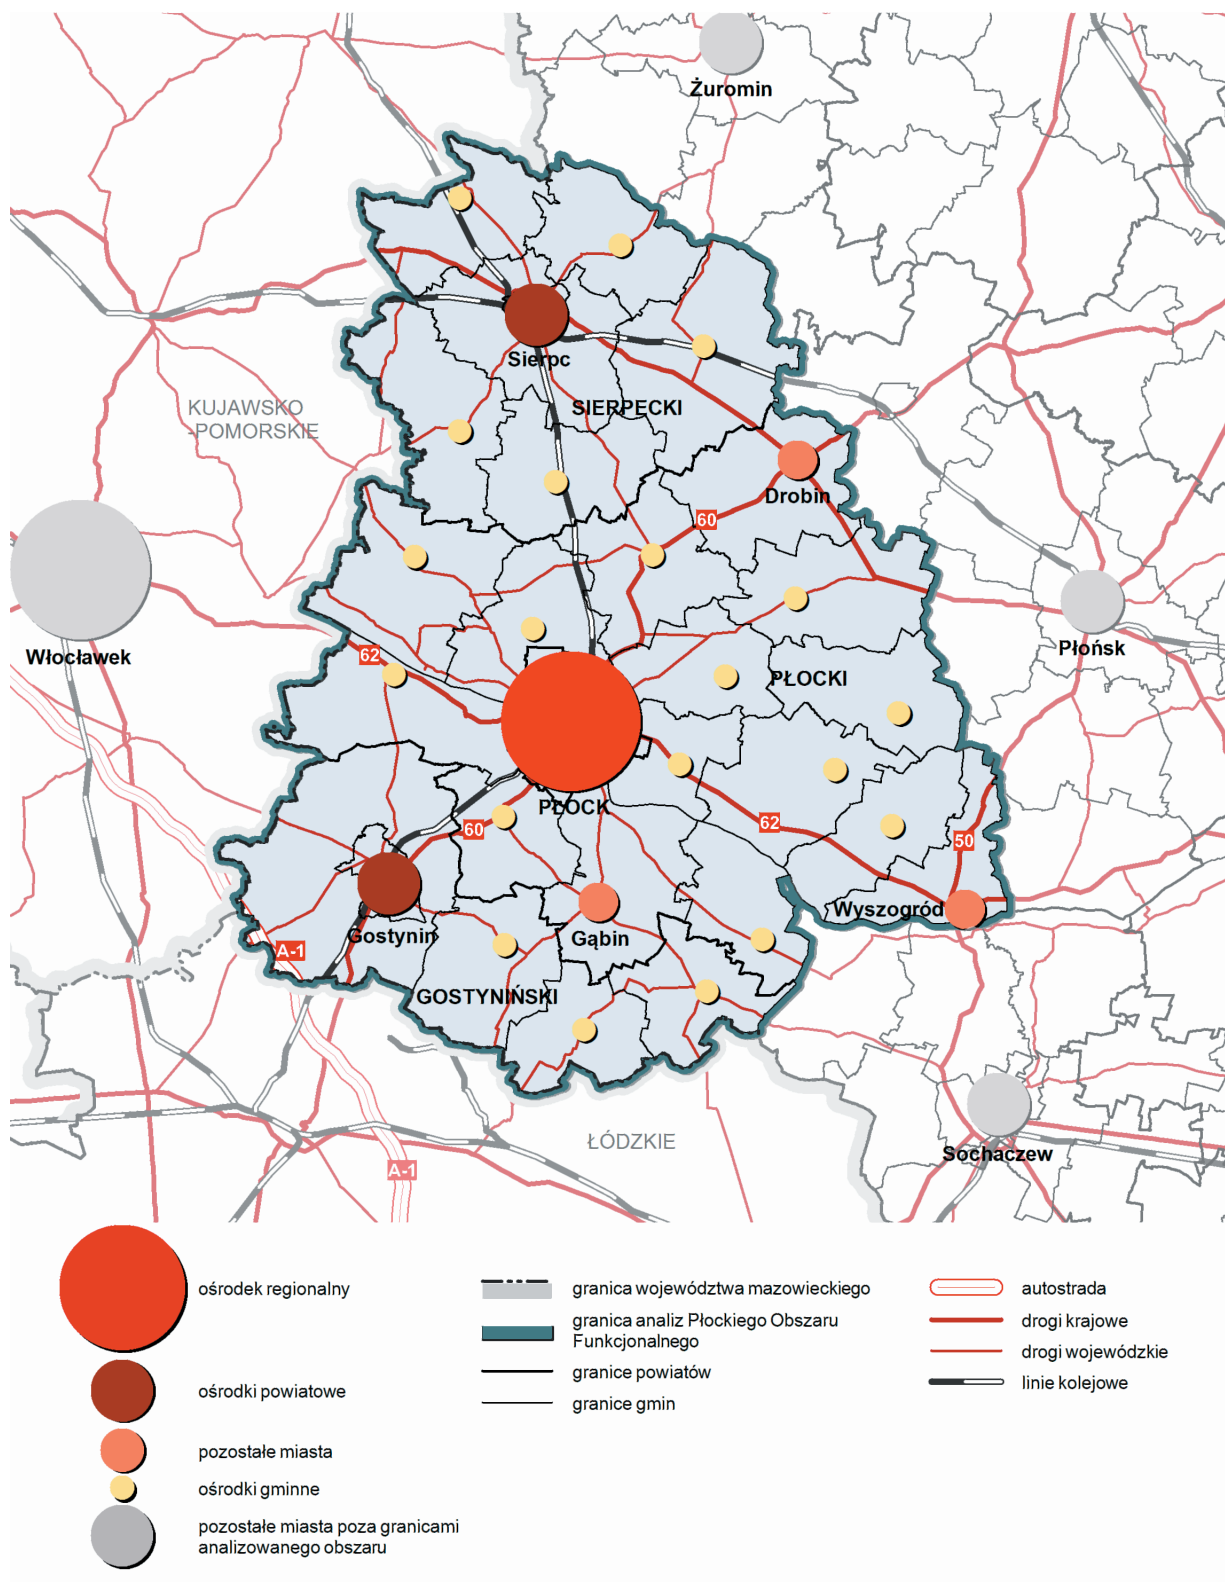 Żuromin
Sierpc
KUJAWSKO
-POMORSKIE
SIERPECKI
Drobin
60
Płońsk
Włocławek
62
PŁOCKI
PŁOCK
60
62
50
Wyszogród
Gostynin
Gąbin
A-1
GOSTYNIŃSKI
ŁÓDZKIE
Sochaczew
A-1
ośrodek regionalny
ośrodki powiatowe
pozostałe miasta
ośrodki gminne
pozostałe miasta poza granicami
analizowanego obszaru
granica województwa mazowieckiego
granica analiz Płockiego Obszaru
Funkcjonalnego
granice powiatów
granice gmin
autostrada
drogi krajowe
drogi wojewódzkie
linie kolejowe